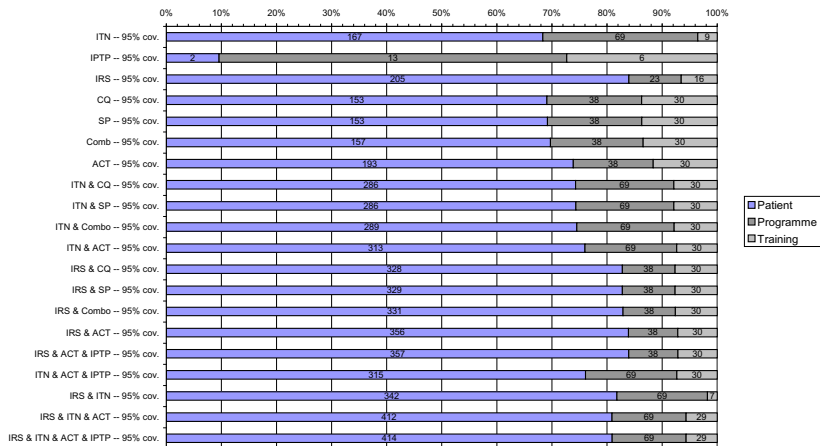 0% 10% 20% 30% 40% 50% 60% 70% 80% 90% 100%
ITN -- 95% cov. 167 69 9
IPTP -- 95% cov. 2 13 6
IRS -- 95% cov. 205 23 16
CQ -- 95% cov. 153 38 30
SP -- 95% cov. 153 38 30
Comb -- 95% cov. 157 38 30
ACT -- 95% cov. 193 38 30
ITN & CQ -- 95% cov. 286 69 30
ITN & SP -- 95% cov. 286 69 30
ITN & Combo -- 95% cov. 289 69 30
ITN & ACT -- 95% cov. 313 69 30
IRS & CQ -- 95% cov. 328 38 30
IRS & SP -- 95% cov. 329 38 30
IRS & Combo -- 95% cov. 331 38 30
IRS & ACT -- 95% cov. 356 38 30
IRS & ACT & IPTP -- 95% cov. 357 38 30
ITN & ACT & IPTP -- 95% cov. 315 69 30
IRS & ITN -- 95% cov. 342 69 7
IRS & ITN & ACT -- 95% cov. 412 69 29
IRS & ITN & ACT & IPTP -- 95% cov. 414 69 29
Patient
Programme
Training